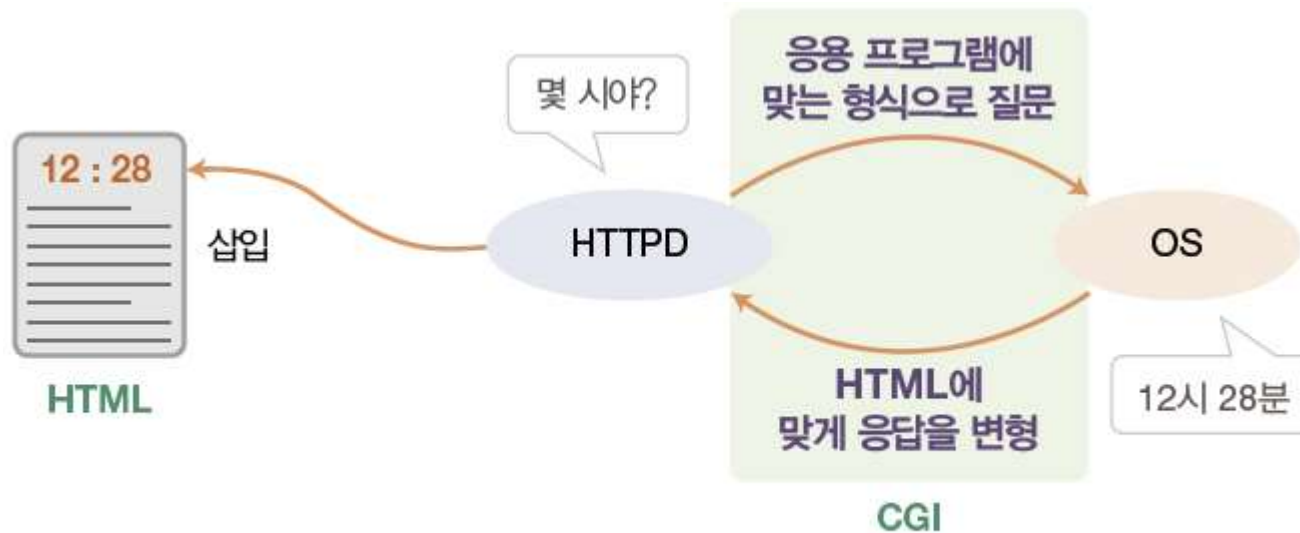 응용 프로그램에
맞는 형식으로 질문
몇 시야?
12 : 28
삽입
HTTPD
OS
HTML
HTML에
맞게 응답을 변형
12시 28분
CGI